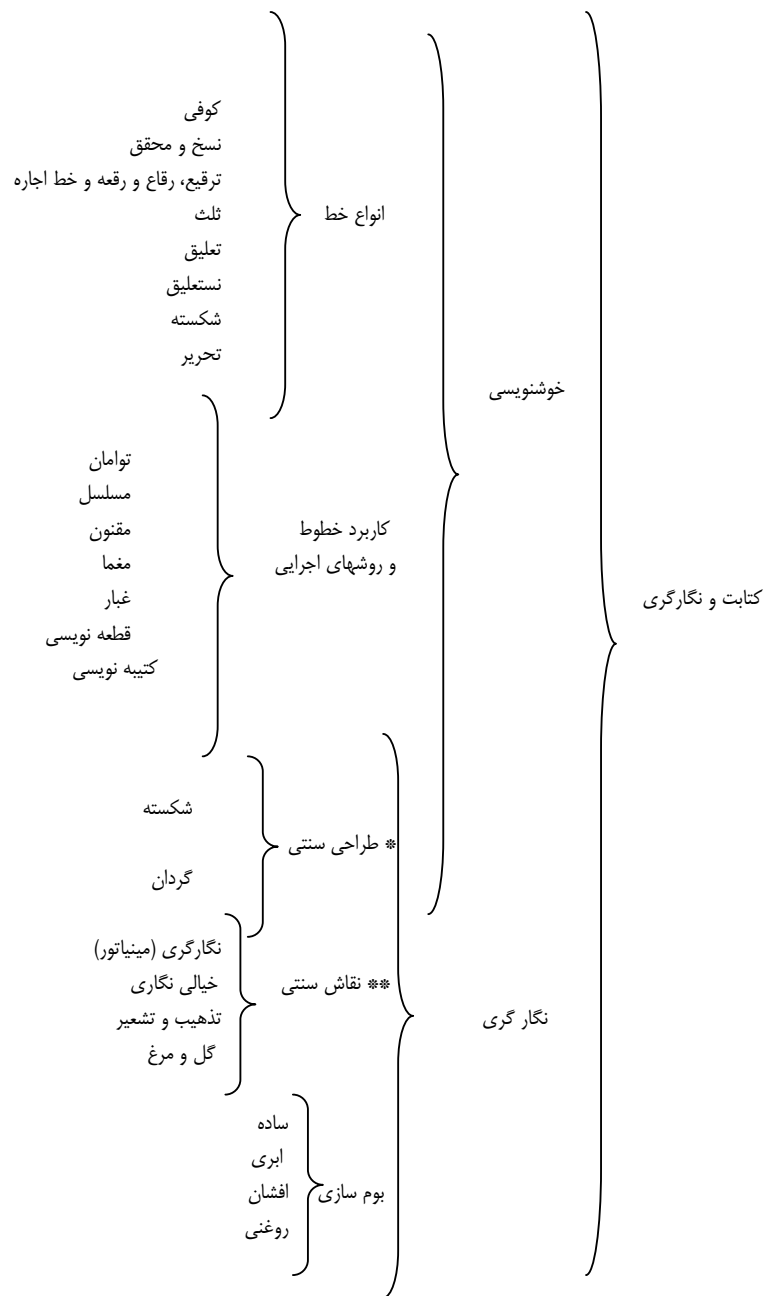 کتابت و نگارگری
خوشنویسی
انواع خط
کوفی
نسخ و محقق
ترقیع، رقاع و رقعه و خط اجاره
ثلث
تعلیق
نستعلیق
شکسته
تحریر
کاربرد خطوط
و روشهای اجرایی
توامان
مسلسل
مقنون
مغما
غبار
قطعه نویسی
کتیبه نویسی
نگار گری
* طراحی سنتی
شکسته
گردان
** نقاش سنتی
نگارگری (مینیاتور)
خیالی نگاری
تذهیب و تشعیر
گل و مرغ
بوم سازی
ساده
ابری
افشان
روغنی